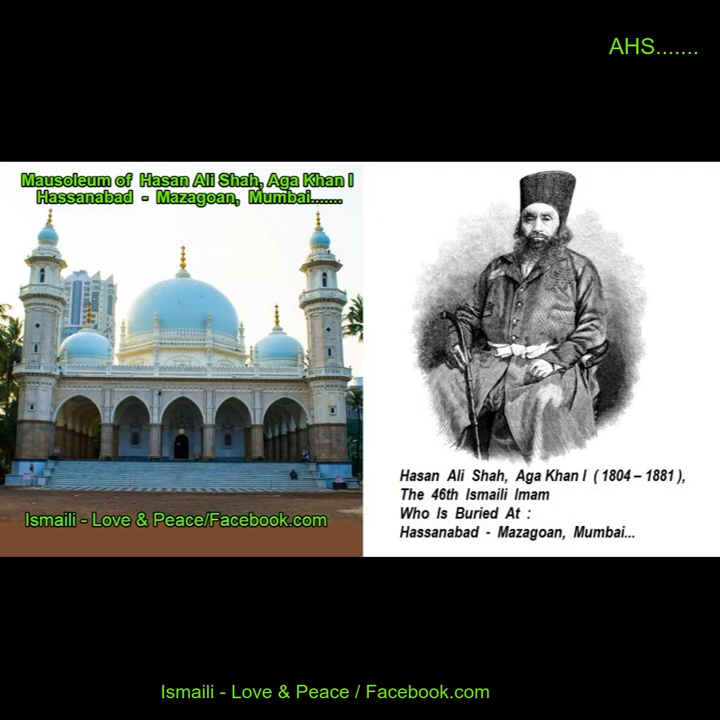 AHS.......
Mausoleum of Hasan Ali Shah, Aga Khan I
Hassanabad - Mazagoan, Mumbai.......
Ismaili - Love & Peace/Facebook.com
Hasan Ali Shah, Aga Khan I ( 1804 – 1881 ),
The 46th Ismaili Imam
Who Is Buried At :
Hassanabad - Mazagoan, Mumbai...
Ismaili - Love & Peace / Facebook.com